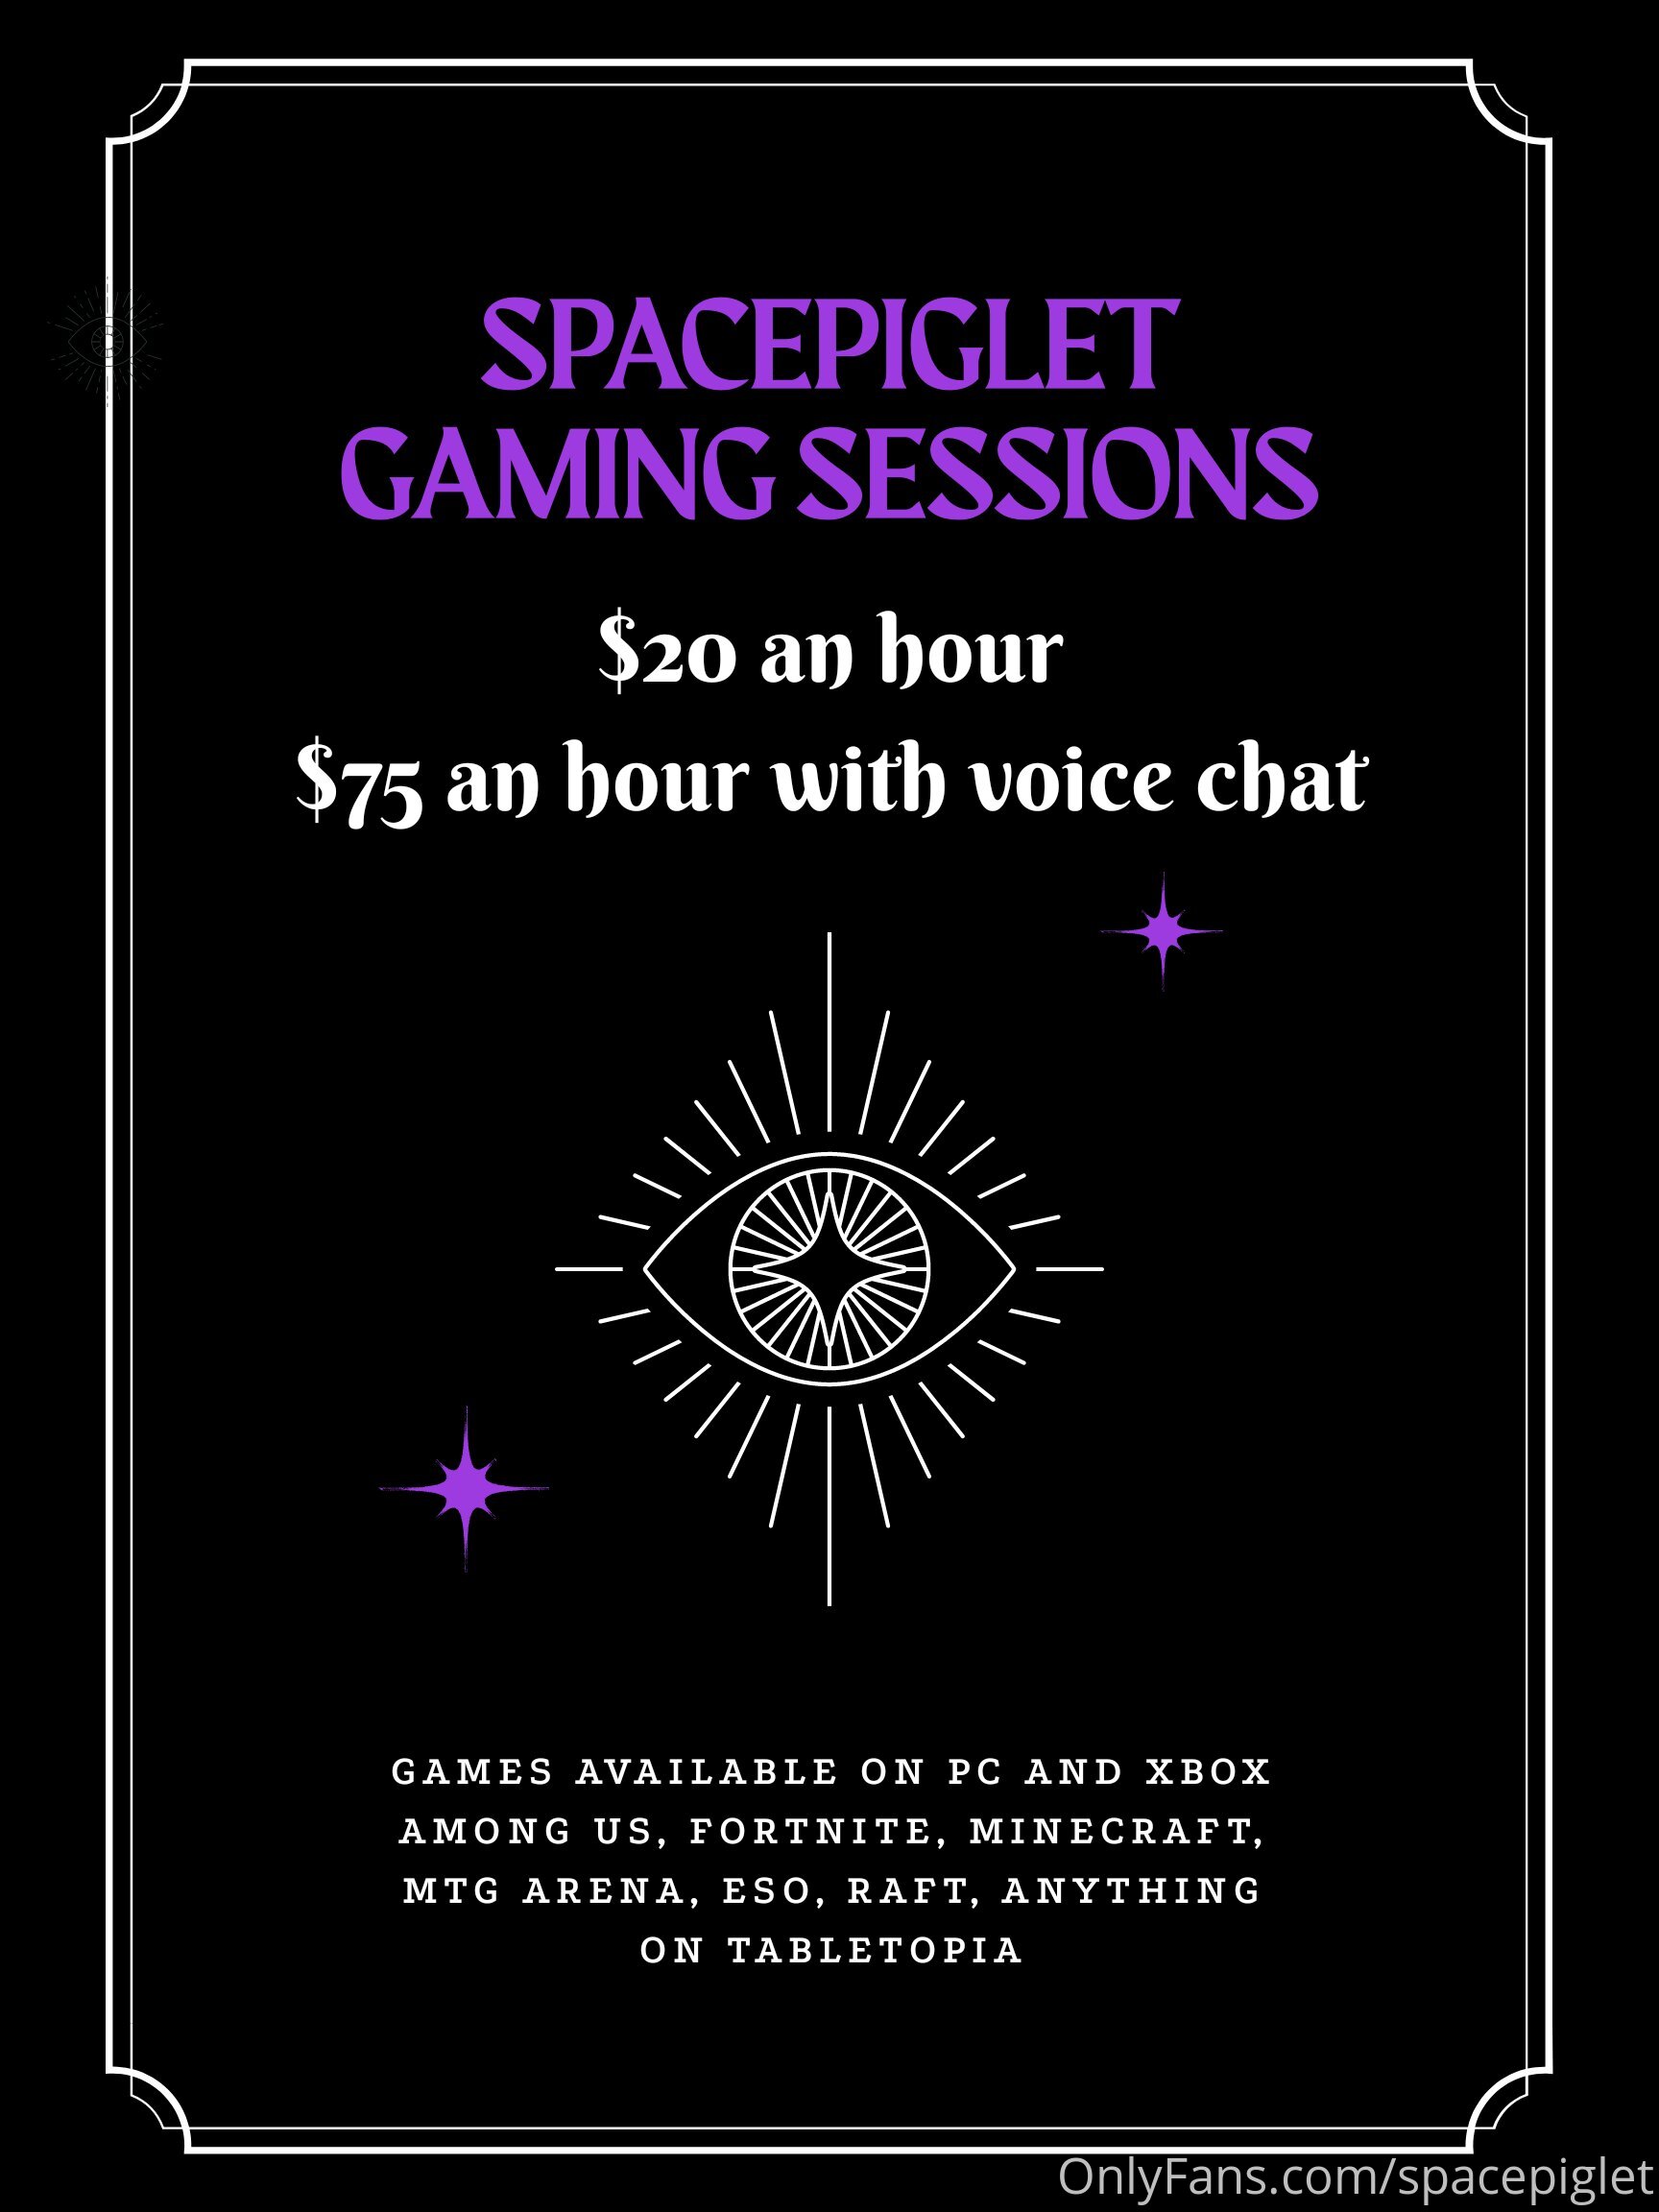 SPACEPIGLET
GAMING SESSIONS
$20 an hour
$75 an hour with voice chat
GAMES AVAILABLE ON PC AND XBOX
AMONG US, FORTNITE, MINECRAFT,
MTG ARENA, ESO, RAFT, ANYTHING
ON TABLETOPIA
OnlyFans.com/spacepiglet